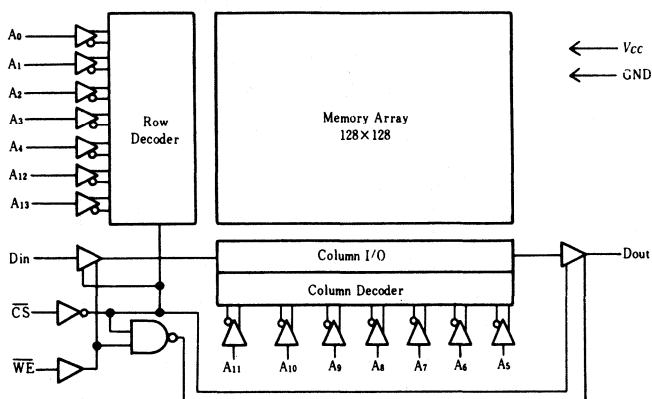 A0
A1
A2
A3
A4
A12
A13
Row
Decoder
Memory Array
128×128
Vcc
GND
Din
Column I/O
Dout
Column Decoder
CS
WE
A11
A10
A9
A8
A7
A6
A5